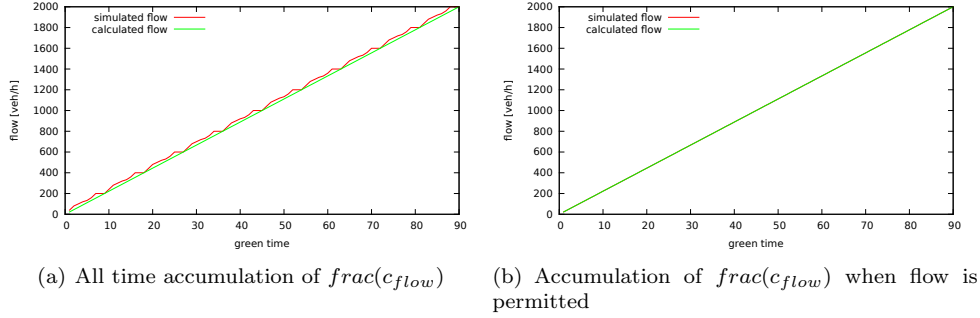 2000
1800
1600
1400
1200
1000
800
600
400
200
0
flow [veh/h]
simulated flow
calculated flow
0 10 20 30 40 50 60 70 80 90
green time
(a) All time accumulation of frac(c_flow)
2000
1800
1600
1400
1200
1000
800
600
400
200
0
flow [veh/h]
simulated flow
calculated flow
0 10 20 30 40 50 60 70 80 90
green time
(b) Accumulation of frac(c_flow) when flow is
permitted